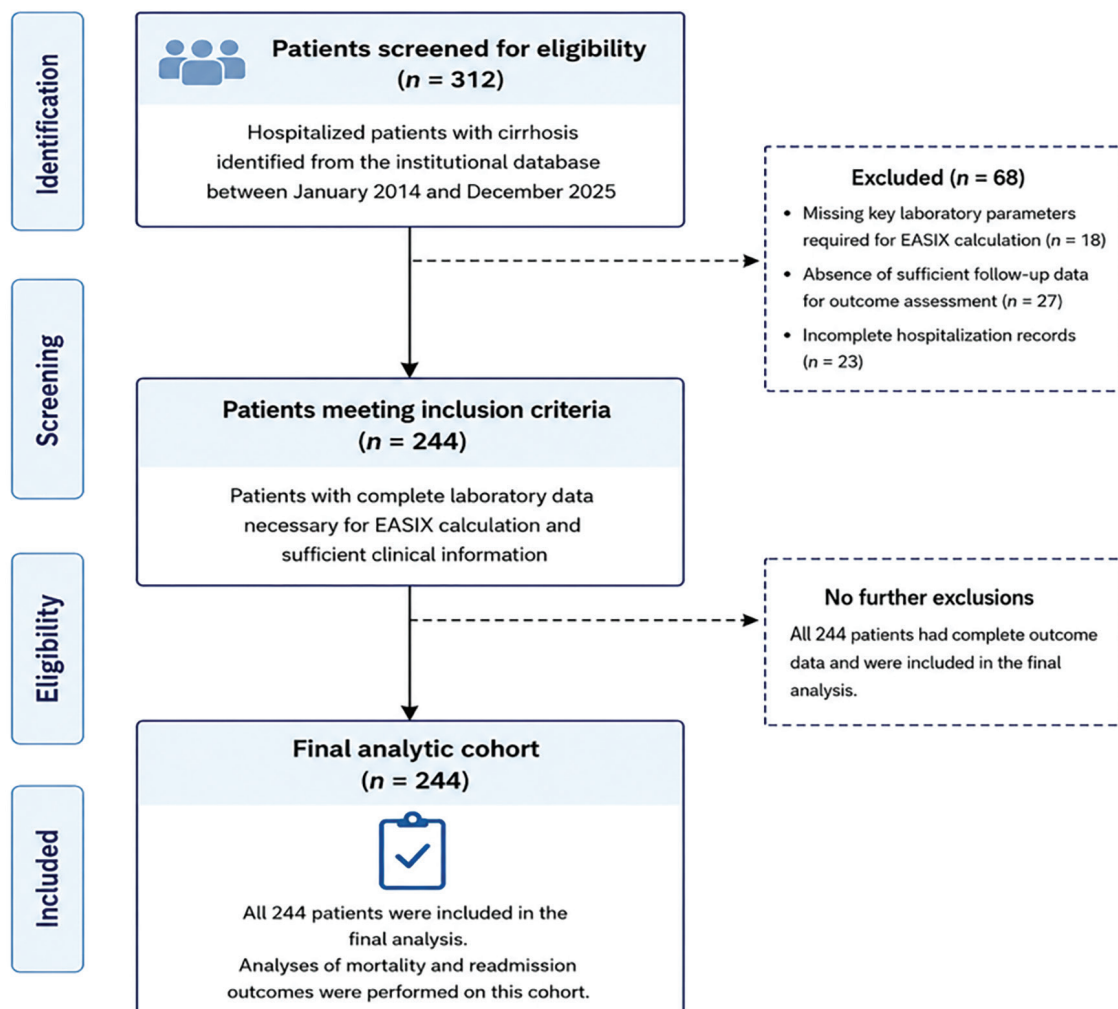 Identification
Patients screened for eligibility
(n = 312)
Hospitalized patients with cirrhosis
identified from the institutional database
between January 2014 and December 2025
Excluded (n = 68)
• Missing key laboratory parameters
required for EASIX calculation (n = 18)
• Absence of sufficient follow-up data
for outcome assessment (n = 27)
• Incomplete hospitalization records
(n = 23)
Screening
Patients meeting inclusion criteria
(n = 244)
Patients with complete laboratory data
necessary for EASIX calculation and
sufficient clinical information
Eligibility
No further exclusions
All 244 patients had complete outcome
data and were included in the final
analysis.
Included
Final analytic cohort
(n = 244)
All 244 patients were included in the
final analysis.
Analyses of mortality and readmission
outcomes were performed on this cohort.